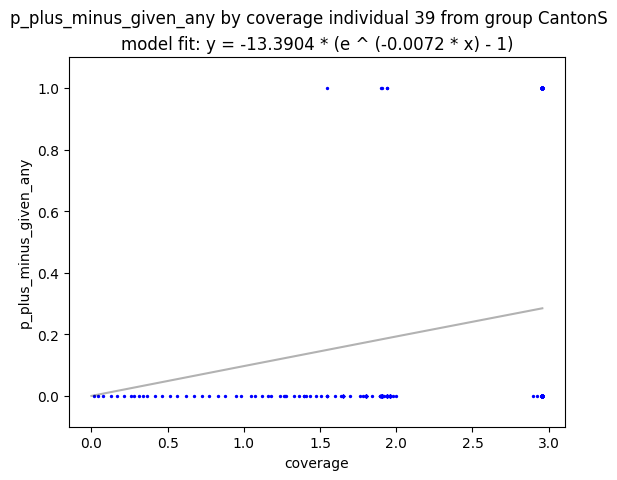 p_plus_minus_given_any by coverage individual 39 from group CantonS
model fit: y = -13.3904 * (e ^ (-0.0072 * x) - 1)
1.0
0.8
0.6
0.4
0.2
0.0
p_plus_minus_given_any
0.0 0.5 1.0 1.5 2.0 2.5 3.0
coverage